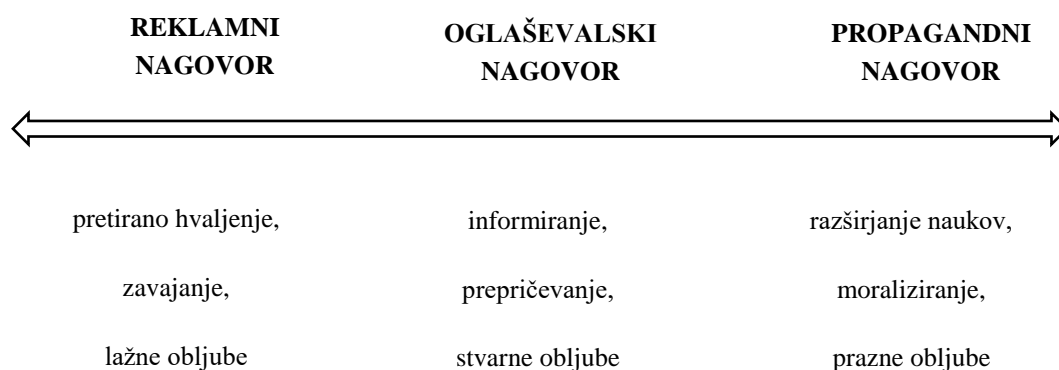 REKLAMNI
NAGOVOR
OGLAŠEVALSKI
NAGOVOR
PROPAGANDNI
NAGOVOR
pretirano hvaljenje,
informiranje,
razširjanje naukov,
zavajanje,
prepričevanje,
moraliziranje,
lažne obljube
stvarne obljube
prazne obljube